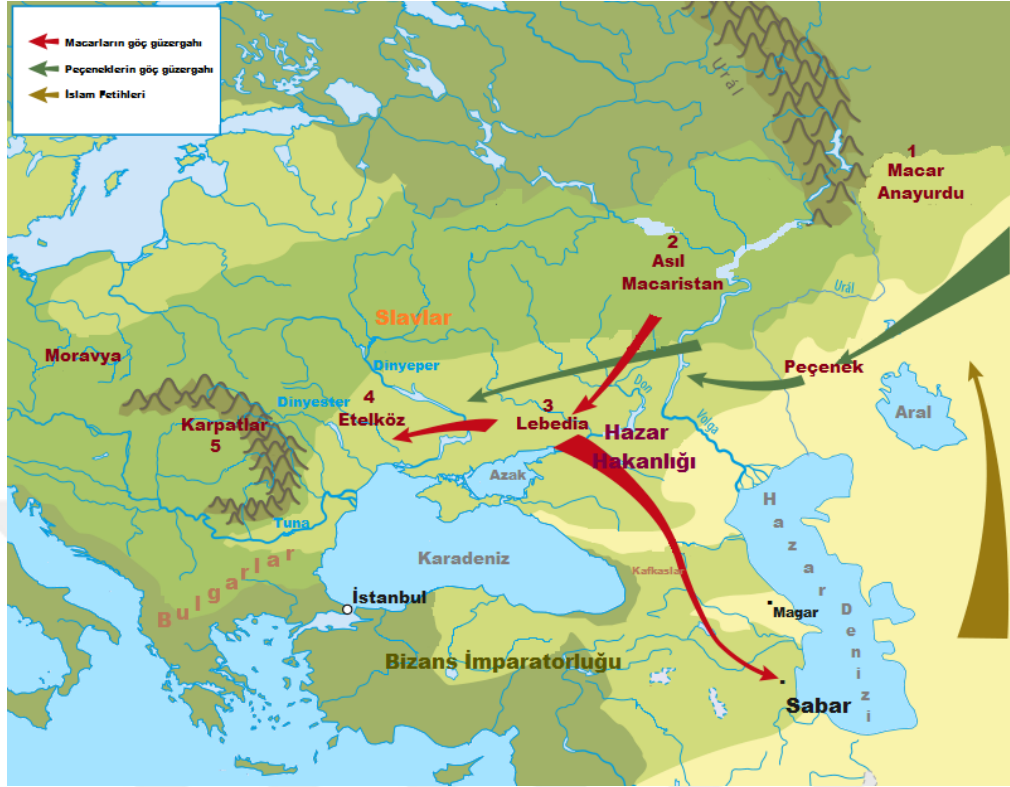 Macarların göç güzergahı
Peçeneklerin göç güzergahı
İslam Fetihleri
Urál
1
Macar
Anayurdu
2
Asıl
Macaristan
Urál
Slavlar
Moravya
Dinyeper
Peçenek
Don
Dinyester
4
Etelköz
3
Lebedia
Volga
Aral
Karpatlar
5
Hazar
Hakanlığı
Azak
Tuna
Hazar Denizi
Karadeniz
Kafkaslar
Bulgarlar
İstanbul
Magar
Bizans İmparatorluğu
Sabar